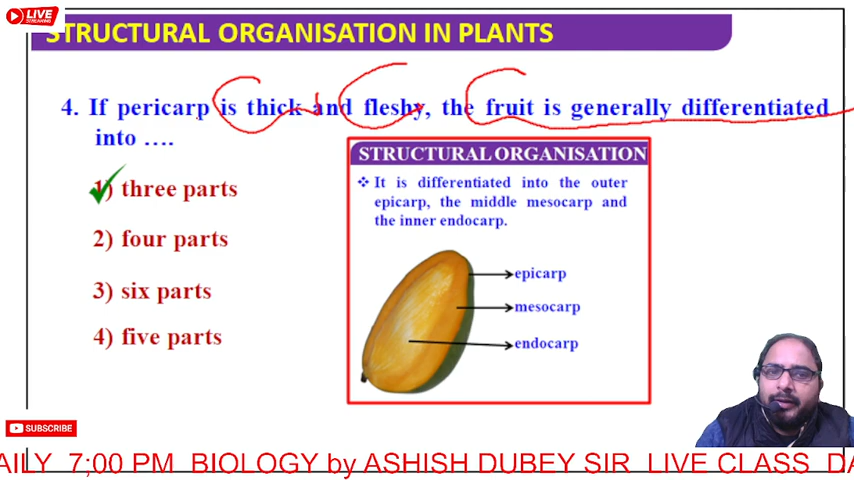 LIVE
STREAMING
STRUCTURAL ORGANISATION IN PLANTS
4. If pericarp is thick and fleshy, the fruit is generally differentiated
into ….
1) three parts
2) four parts
3) six parts
4) five parts
STRUCTURAL ORGANISATION
❖ It is differentiated into the outer
epicarp, the middle mesocarp and
the inner endocarp.
epicarp
mesocarp
endocarp
SUBSCRIBE
AILY 7;00 PM BIOLOGY by ASHISH DUBEY SIR LIVE CLASS DA